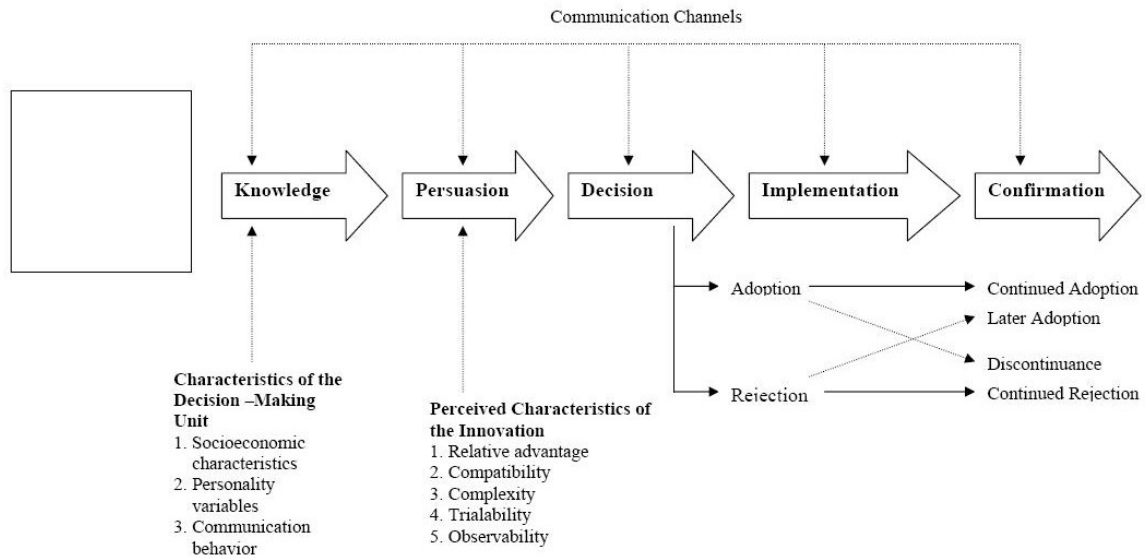 Communication Channels
Knowledge
Persuasion
Decision
Implementation
Confirmation
Adoption
Continued Adoption
Later Adoption
Discontinuance
Rejection
Continued Rejection
Characteristics of the
Decision –Making
Unit
1. Socioeconomic
characteristics
2. Personality
variables
3. Communication
behavior
Perceived Characteristics of
the Innovation
1. Relative advantage
2. Compatibility
3. Complexity
4. Trialability
5. Observability